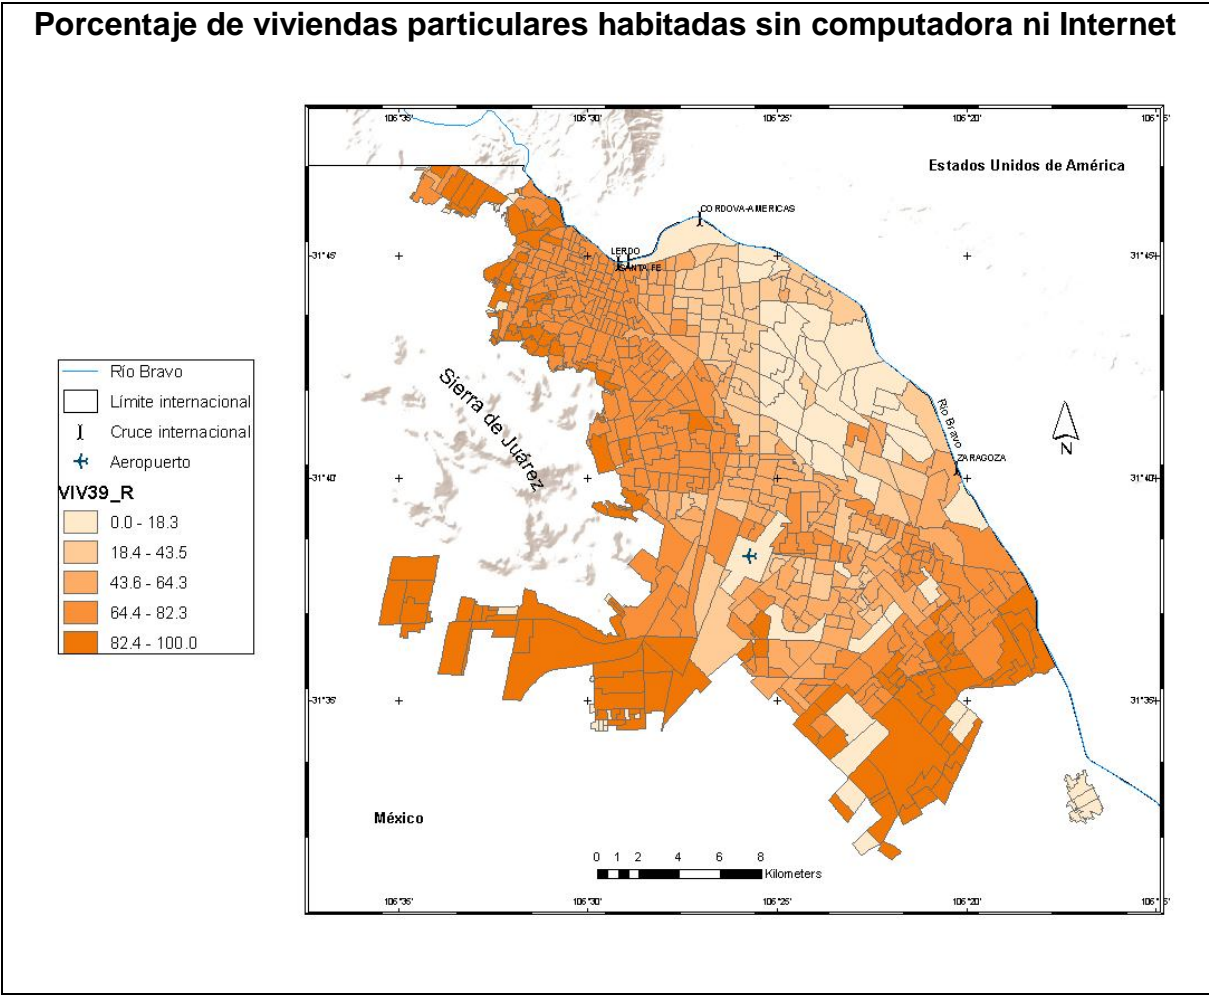 Porcentaje de viviendas particulares habitadas sin computadora ni Internet
106°35' 106°30' 106°25' 106°20' 106°15'
Estados Unidos de América
CORDOVA-AMERICAS
31°45' 31°45'
LERDO
SANTA FE
Río Bravo
Límite internacional
Cruce internacional
Aeropuerto
VIV39_R
0.0 - 18.3
18.4 - 43.5
43.6 - 64.3
64.4 - 82.3
82.4 - 100.0
Sierra de Juárez
Río Bravo
N
ZARAGOZA
31°40' 31°40'
31°35' 31°35'
México
0 1 2 4 6 8
Kilometers
106°35' 106°30' 106°25' 106°20' 106°15'